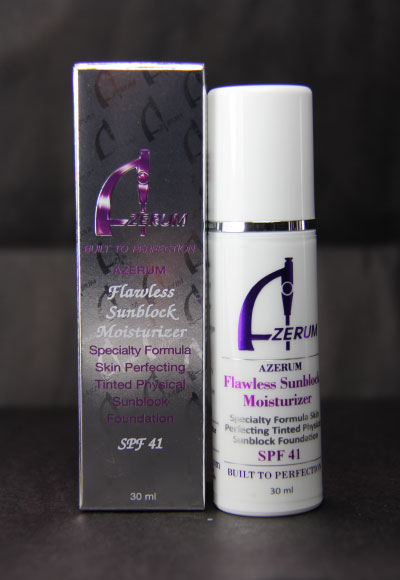 AZERUM
BUILT TO PERFECTION
AZERUM
Flawless
Sunblock
Moisturizer
Specialty Formula
Skin Perfecting
Tinted Physical
Sunblock
Foundation
SPF 41
30 ml
AZERUM
AZERUM
Flawless Sunblock
Moisturizer
Specialty Formula Skin
Perfecting Tinted Physical
Sunblock Foundation
SPF 41
BUILT TO PERFECTION
30 ml